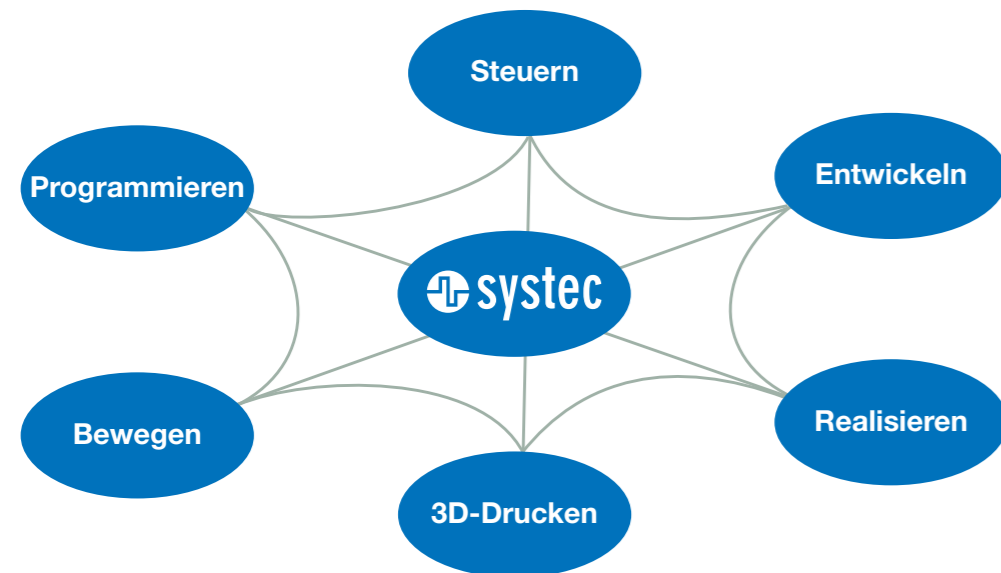 Steuern
Entwickeln
Programmieren
systec
Realisieren
Bewegen
3D-Drucken